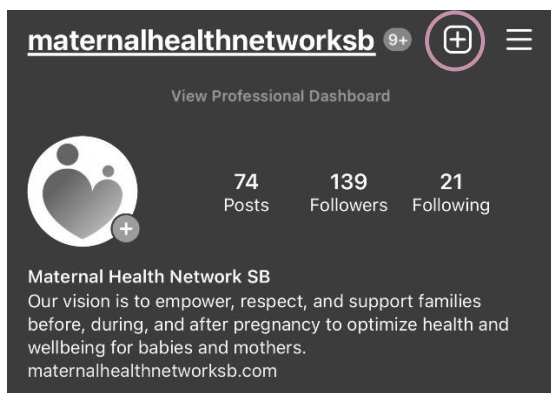 maternalhealthnetworksb 9+
View Professional Dashboard
74 139 21
Posts Followers Following
Maternal Health Network SB
Our vision is to empower, respect, and support families
before, during, and after pregnancy to optimize health and
wellbeing for babies and mothers.
maternalhealthnetworksb.com